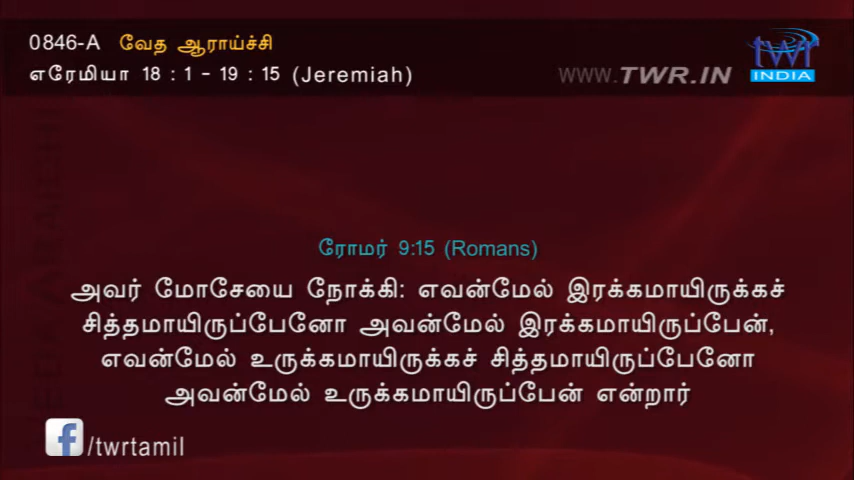 0846-A வேத ஆராய்ச்சி
எரேமியா 18 : 1 - 19 : 15 (Jeremiah)
WWW.TWR.IN
twr
INDIA
ரோமர் 9:15 (Romans)
அவர் மோசேயை நோக்கி: எவன்மேல் இரக்கமாயிருக்கச்
சித்தமாயிருப்பேனோ அவன்மேல் இரக்கமாயிருப்பேன்,
எவன்மேல் உருக்கமாயிருக்கச் சித்தமாயிருப்பேனோ
அவன்மேல் உருக்கமாயிருப்பேன் என்றார்
f/twrtamil